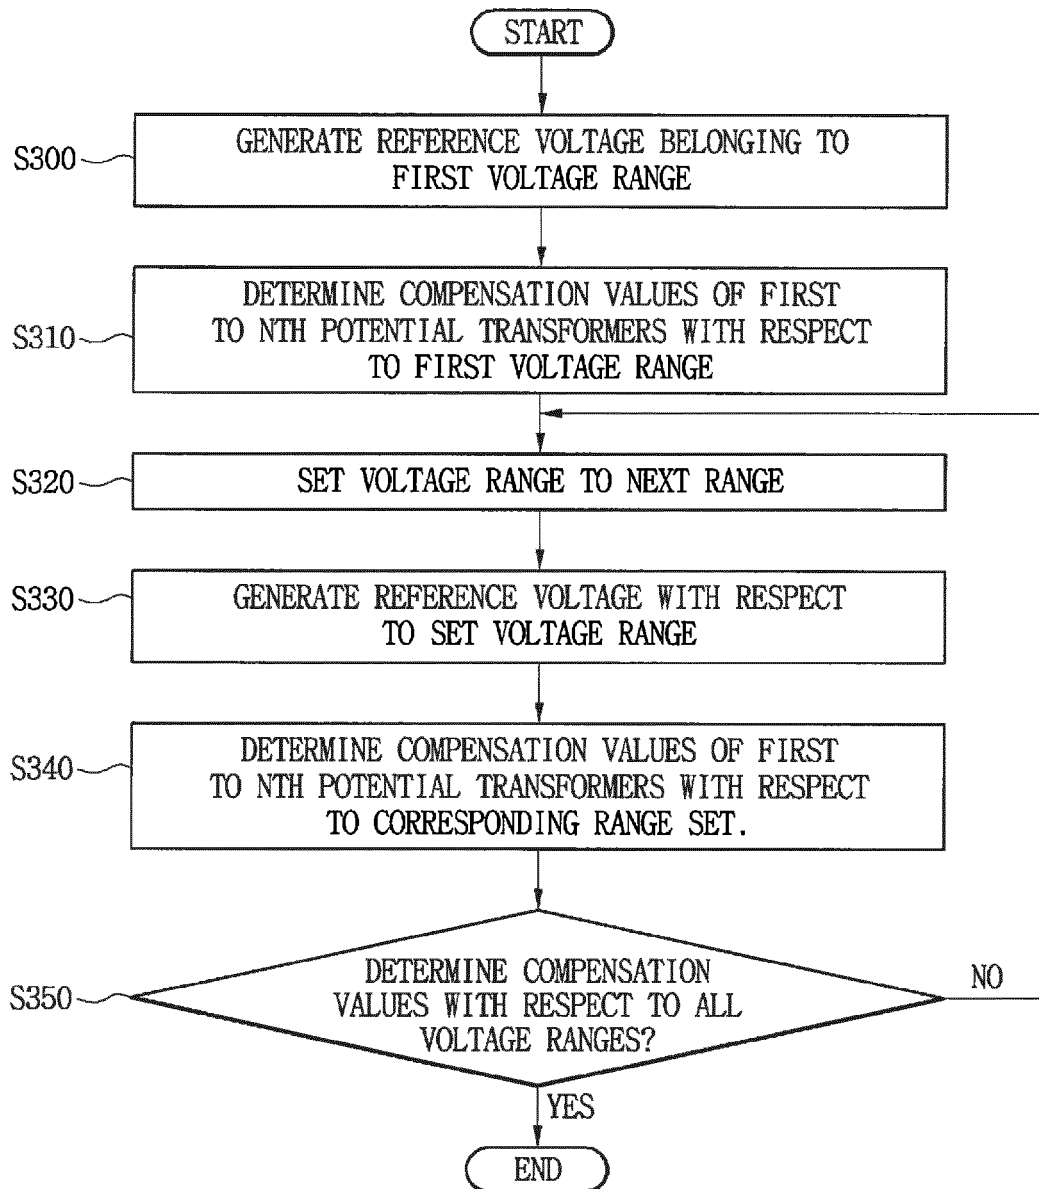 START
S300
GENERATE REFERENCE VOLTAGE BELONGING TO
FIRST VOLTAGE RANGE
S310
DETERMINE COMPENSATION VALUES OF FIRST
TO NTH POTENTIAL TRANSFORMERS WITH RESPECT
TO FIRST VOLTAGE RANGE
S320
SET VOLTAGE RANGE TO NEXT RANGE
S330
GENERATE REFERENCE VOLTAGE WITH RESPECT
TO SET VOLTAGE RANGE
S340
DETERMINE COMPENSATION VALUES OF FIRST
TO NTH POTENTIAL TRANSFORMERS WITH RESPECT
TO CORRESPONDING RANGE SET.
S350
DETERMINE COMPENSATION
VALUES WITH RESPECT TO ALL
VOLTAGE RANGES?
NO
YES
END